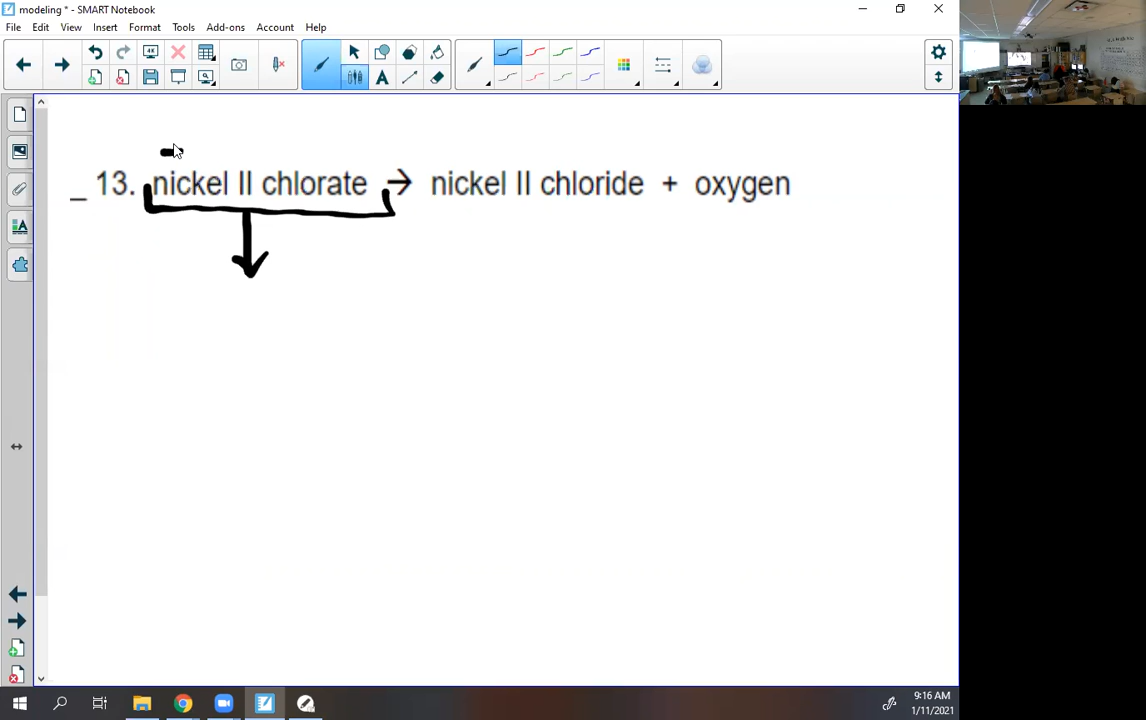 modeling * - SMART Notebook
File Edit View Insert Format Tools Add-ons Account Help
_ 13. nickel II chlorate → nickel II chloride + oxygen
9:16 AM
1/11/2021